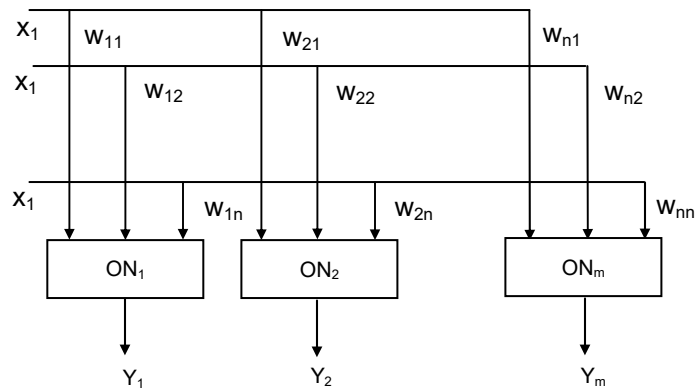 x1 w11 w21 wn1
x1 w12 w22 wn2
x1 w1n w2n wnn
ON1 ON2 ONm
Y1 Y2 Ym